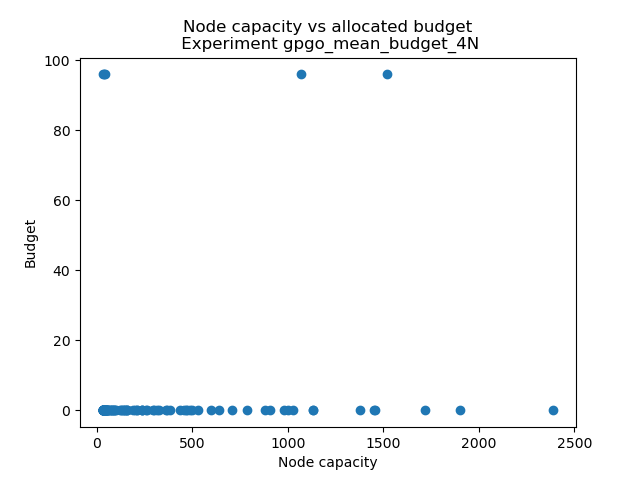 Node capacity vs allocated budget
Experiment gpgo_mean_budget_4N
100
80
60
40
20
0
Budget
0 500 1000 1500 2000 2500
Node capacity